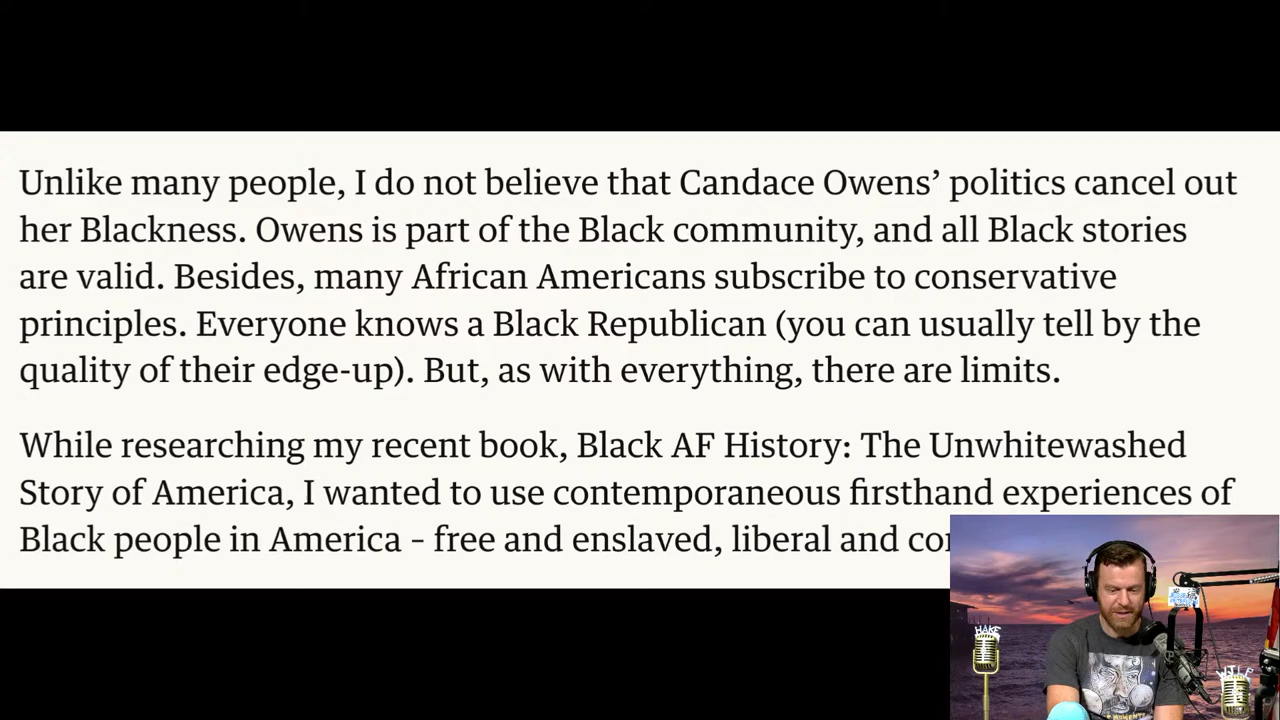 Unlike many people, I do not believe that Candace Owens’ politics cancel out
her Blackness. Owens is part of the Black community, and all Black stories
are valid. Besides, many African Americans subscribe to conservative
principles. Everyone knows a Black Republican (you can usually tell by the
quality of their edge-up). But, as with everything, there are limits.
While researching my recent book, Black AF History: The Unwhitewashed
Story of America, I wanted to use contemporaneous firsthand experiences of
Black people in America – free and enslaved, liberal and
HAKE